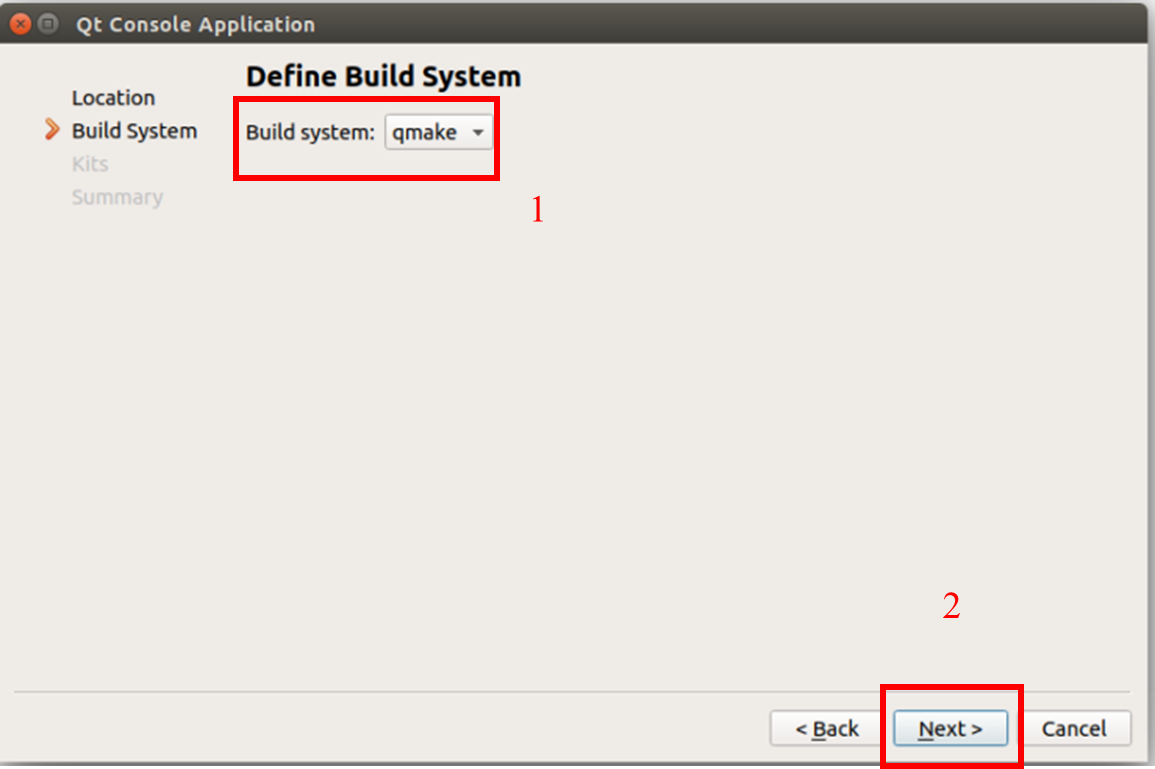 Qt Console Application
Define Build System
Location
Build System
Kits
Summary
Build system: qmake
1
2
< Back
Next >
Cancel